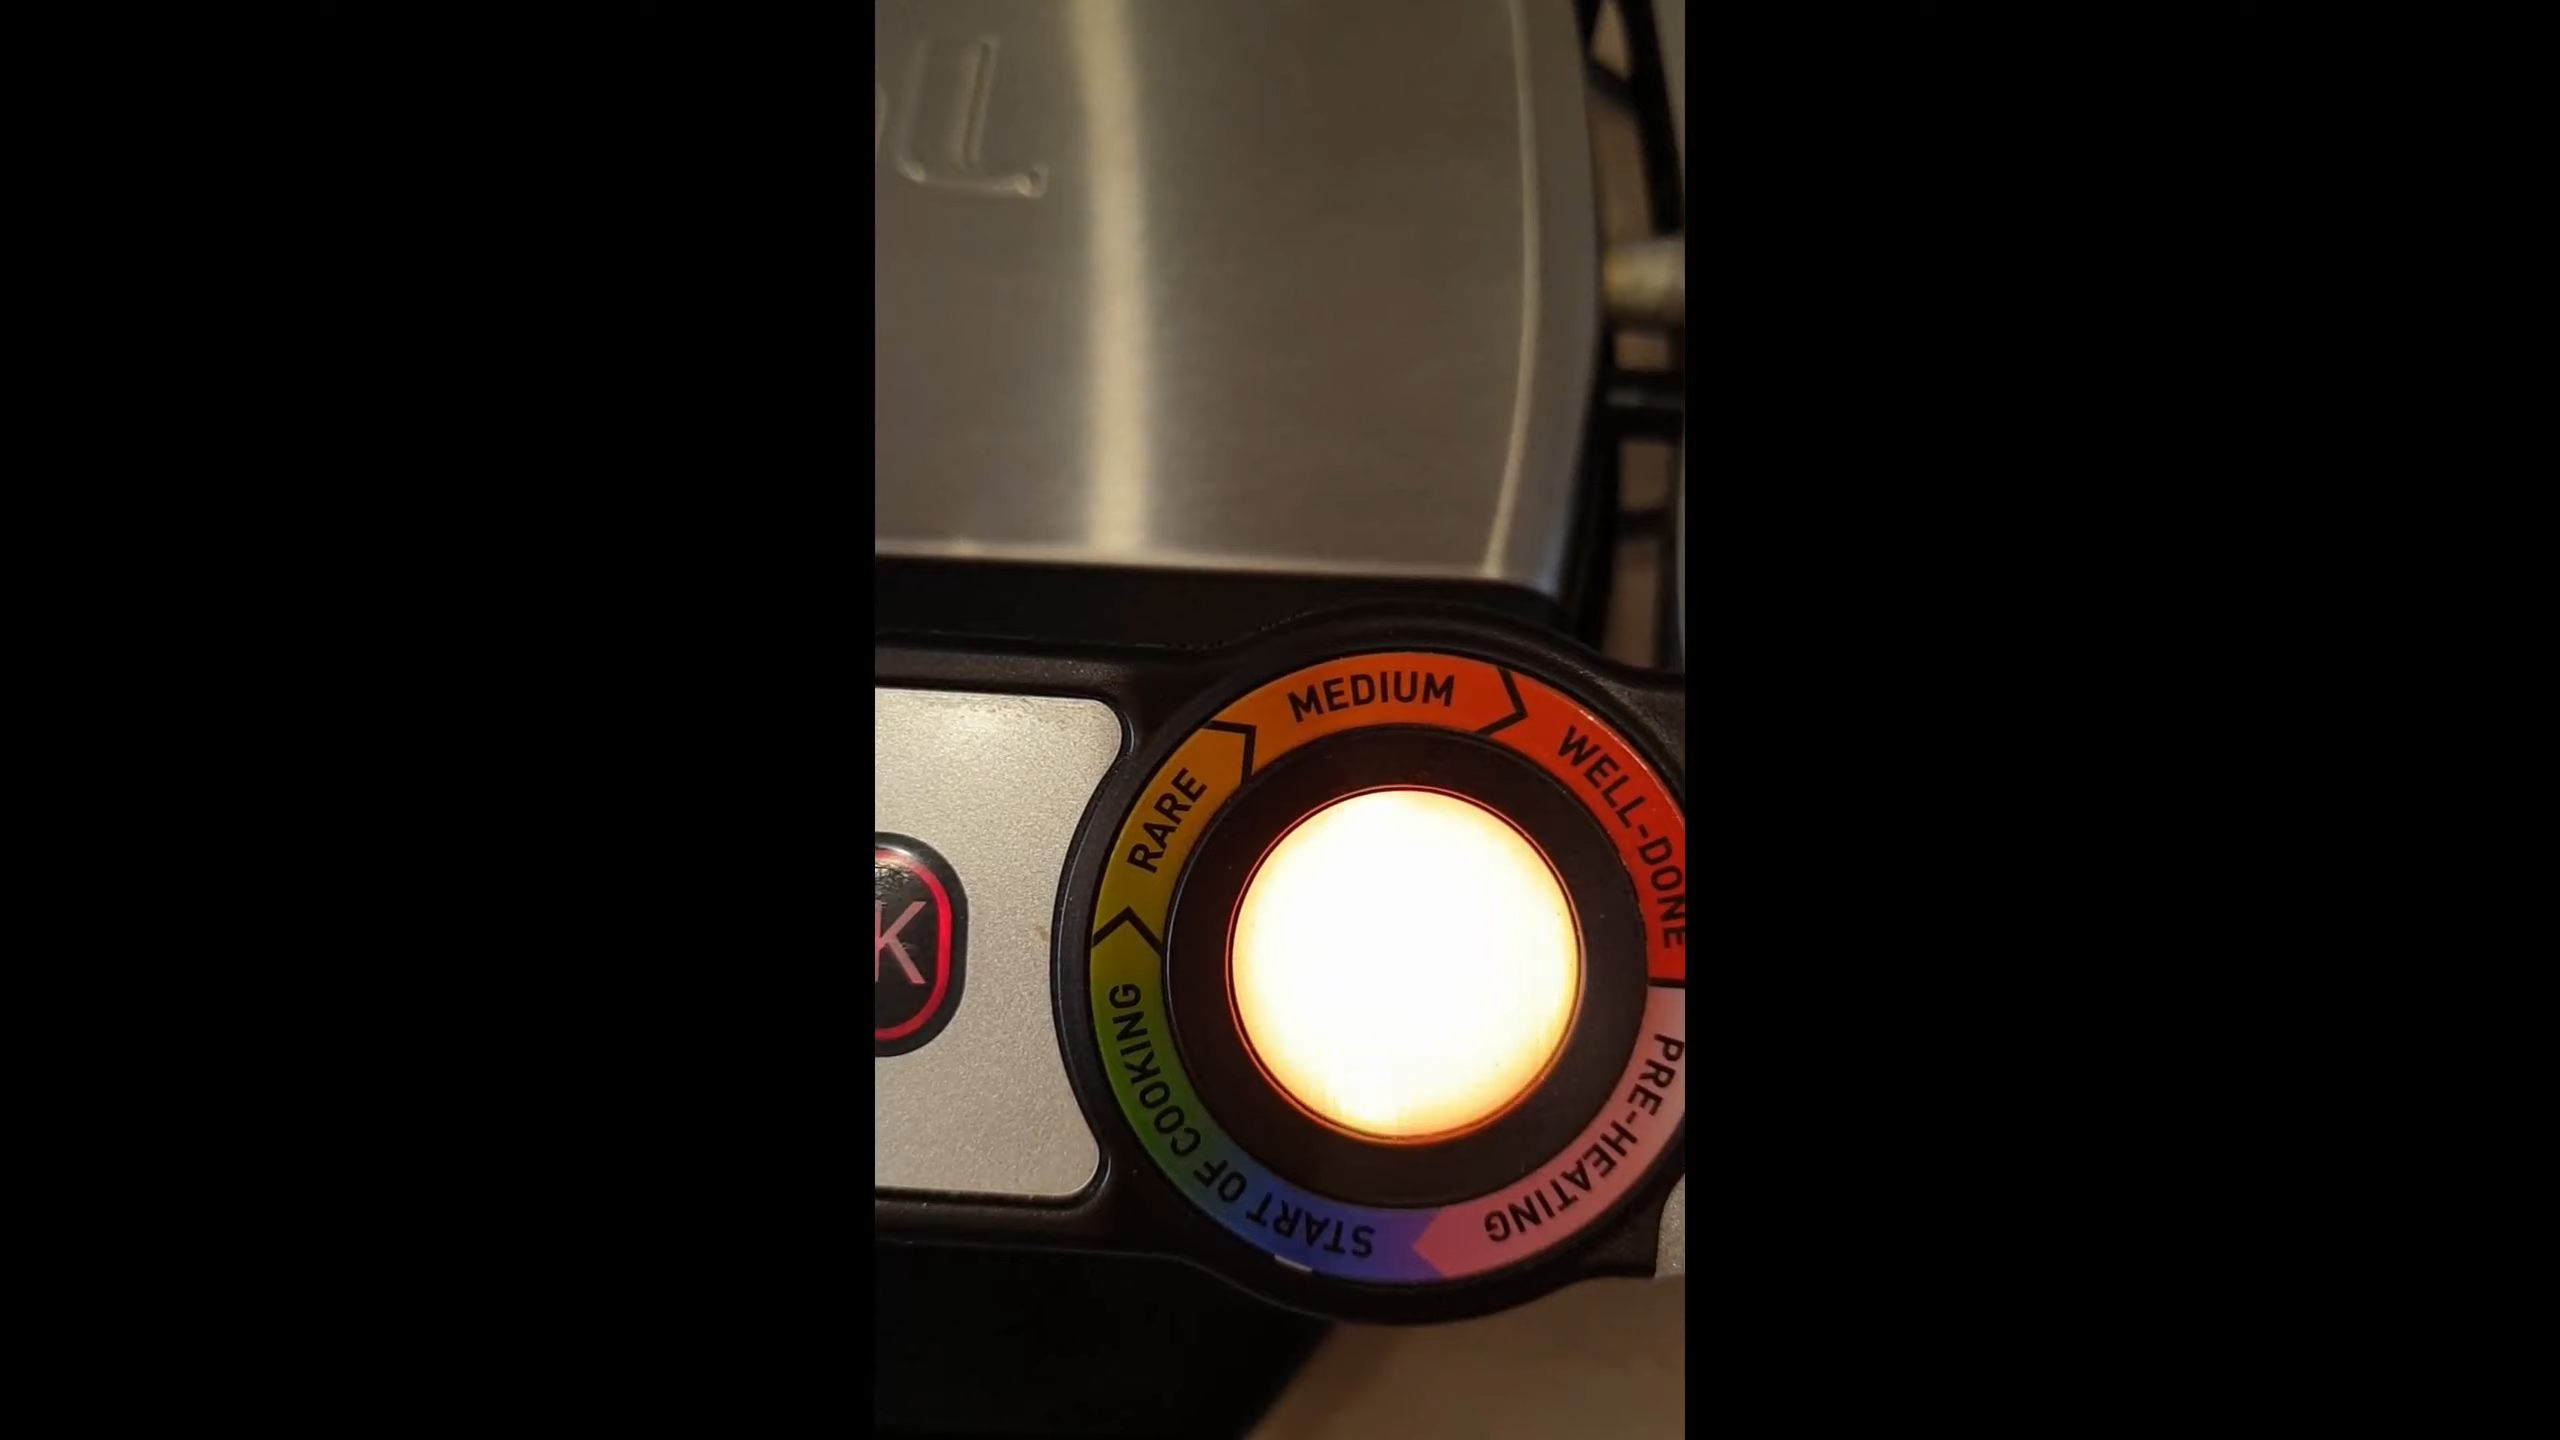 MEDIUM
WELL-DONE
RARE
K
START OF COOKING
PRE-HEATING